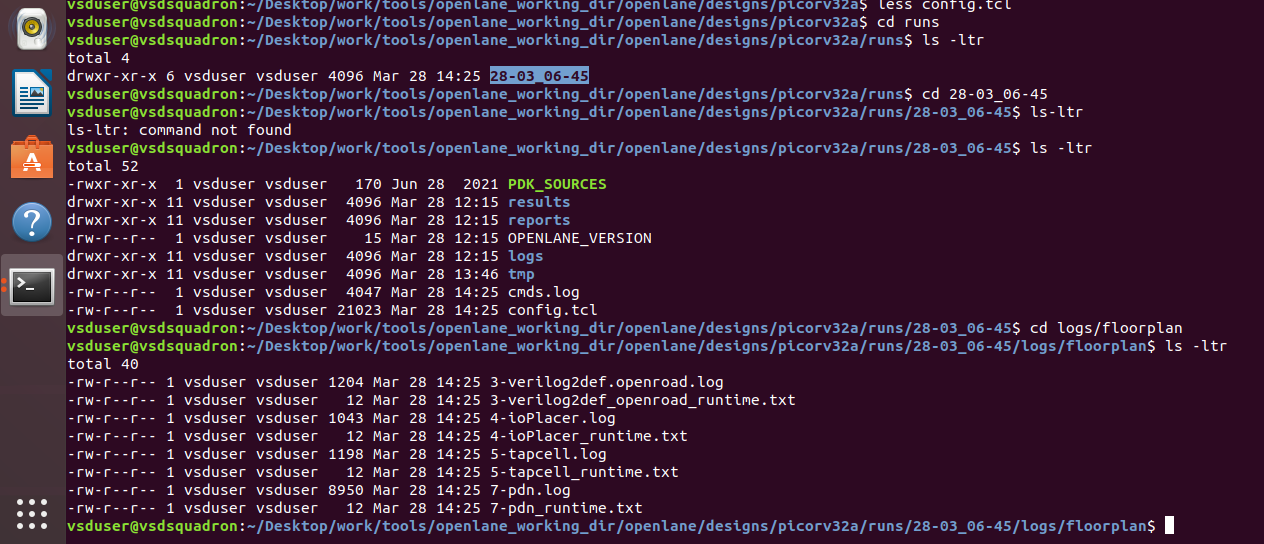 vsduser@vsdsquadron:~/Desktop/work/tools/openlane_working_dir/openlane/designs/picorv32a$ less config.tcl
vsduser@vsdsquadron:~/Desktop/work/tools/openlane_working_dir/openlane/designs/picorv32a$ cd runs
vsduser@vsdsquadron:~/Desktop/work/tools/openlane_working_dir/openlane/designs/picorv32a/runs$ ls -ltr
total 4
drwxr-xr-x 6 vsduser vsduser 4096 Mar 28 14:25 28-03_06-45
vsduser@vsdsquadron:~/Desktop/work/tools/openlane_working_dir/openlane/designs/picorv32a/runs$ cd 28-03_06-45
vsduser@vsdsquadron:~/Desktop/work/tools/openlane_working_dir/openlane/designs/picorv32a/runs/28-03_06-45$ ls-ltr
ls-ltr: command not found
vsduser@vsdsquadron:~/Desktop/work/tools/openlane_working_dir/openlane/designs/picorv32a/runs/28-03_06-45$ ls -ltr
total 52
-rwxr-xr-x  1 vsduser vsduser   170 Jun 28  2021 PDK_SOURCES
drwxr-xr-x 11 vsduser vsduser  4096 Mar 28 12:15 results
drwxr-xr-x 11 vsduser vsduser  4096 Mar 28 12:15 reports
-rw-r--r--  1 vsduser vsduser    15 Mar 28 12:15 OPENLANE_VERSION
drwxr-xr-x 11 vsduser vsduser  4096 Mar 28 12:15 logs
drwxr-xr-x 11 vsduser vsduser  4096 Mar 28 13:46 tmp
-rw-r--r--  1 vsduser vsduser  4047 Mar 28 14:25 cmds.log
-rw-r--r--  1 vsduser vsduser 21023 Mar 28 14:25 config.tcl
vsduser@vsdsquadron:~/Desktop/work/tools/openlane_working_dir/openlane/designs/picorv32a/runs/28-03_06-45$ cd logs/floorplan
vsduser@vsdsquadron:~/Desktop/work/tools/openlane_working_dir/openlane/designs/picorv32a/runs/28-03_06-45/logs/floorplan$ ls -ltr
total 40
-rw-r--r-- 1 vsduser vsduser 1204 Mar 28 14:25 3-verilog2def.openroad.log
-rw-r--r-- 1 vsduser vsduser   12 Mar 28 14:25 3-verilog2def_openroad_runtime.txt
-rw-r--r-- 1 vsduser vsduser 1043 Mar 28 14:25 4-ioPlacer.log
-rw-r--r-- 1 vsduser vsduser   12 Mar 28 14:25 4-ioPlacer_runtime.txt
-rw-r--r-- 1 vsduser vsduser 1198 Mar 28 14:25 5-tapcell.log
-rw-r--r-- 1 vsduser vsduser   12 Mar 28 14:25 5-tapcell_runtime.txt
-rw-r--r-- 1 vsduser vsduser 8950 Mar 28 14:25 7-pdn.log
-rw-r--r-- 1 vsduser vsduser   12 Mar 28 14:25 7-pdn_runtime.txt
vsduser@vsdsquadron:~/Desktop/work/tools/openlane_working_dir/openlane/designs/picorv32a/runs/28-03_06-45/logs/floorplan$